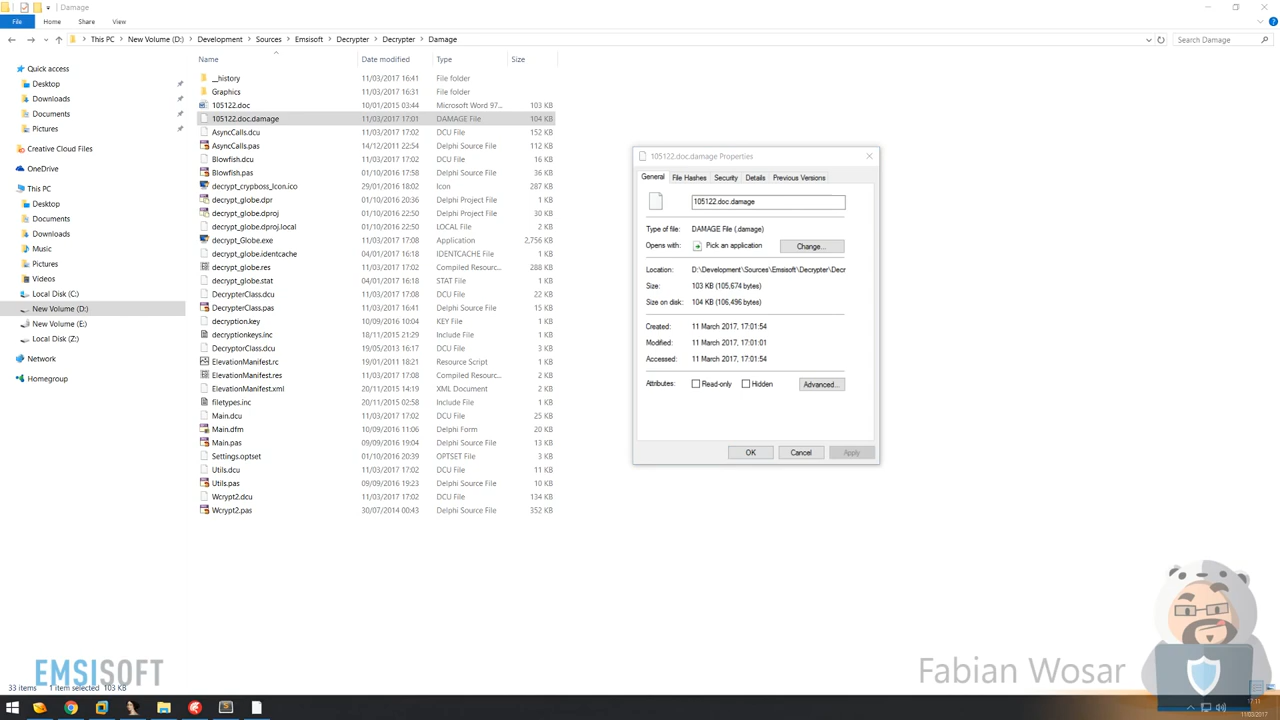 Damage
File Home Share View
This PC New Volume (D:) Development Sources Emsisoft Decrypter Decrypter Damage
Search Damage
Name Date modified Type Size
Quick access
Desktop
Downloads
Documents
Pictures
Creative Cloud Files
OneDrive
This PC
Desktop
Documents
Downloads
Music
Pictures
Videos
Local Disk (C:)
New Volume (D:)
New Volume (E:)
Local Disk (Z:)
Network
Homegroup
__history 11/03/2017 16:41 File folder
Graphics 11/03/2017 16:31 File folder
105122.doc 10/01/2015 03:44 Microsoft Word 97... 103 KB
105122.doc.damage 11/03/2017 17:01 DAMAGE File 104 KB
AsyncCalls.dcu 11/03/2017 17:02 DCU File 152 KB
AsyncCalls.pas 14/12/2011 22:54 Delphi Source File 112 KB
Blowfish.dcu 11/03/2017 17:02 DCU File 16 KB
Blowfish.pas 01/10/2016 17:58 Delphi Source File 18 KB
decrypt_crypboss_Icon.ico 29/01/2016 18:02 Icon 287 KB
decrypt_globe.dpr 01/10/2016 20:36 Delphi Project File 1 KB
decrypt_globe.dproj 01/10/2016 22:50 Delphi Project File 30 KB
decrypt_globe.dproj.local 01/10/2016 22:50 LOCAL File 2 KB
decrypt_Globe.exe 11/03/2017 17:08 Application 2,756 KB
decrypt_globe.identcache 04/01/2017 16:18 IDENTCACHE File 1 KB
decrypt_globe.res 11/03/2017 17:02 Compiled Resourc... 288 KB
decrypt_globe.stat 04/01/2017 16:18 STAT File 1 KB
DecrypterClass.dcu 11/03/2017 17:08 DCU File 22 KB
DecrypterClass.pas 11/03/2017 16:41 Delphi Source File 15 KB
decryption.key 10/09/2016 10:04 KEY File 1 KB
decryptionkeys.inc 18/11/2015 21:29 Include File 1 KB
DecryptorClass.dcu 19/05/2013 16:17 DCU File 3 KB
ElevationManifest.rc 19/01/2011 18:21 Resource Script 1 KB
ElevationManifest.res 11/03/2017 17:08 Compiled Resourc... 2 KB
ElevationManifest.xml 20/11/2015 14:19 XML Document 2 KB
filetypes.inc 20/11/2015 02:58 Include File 1 KB
Main.dcu 11/03/2017 17:02 DCU File 25 KB
Main.dfm 10/09/2016 11:06 Delphi Form 20 KB
Main.pas 09/09/2016 19:04 Delphi Source File 13 KB
Settings.optset 01/10/2016 20:39 OPTSET File 3 KB
Utils.dcu 11/03/2017 17:02 DCU File 11 KB
Utils.pas 09/09/2016 19:23 Delphi Source File 10 KB
Wcrypt2.dcu 11/03/2017 17:02 DCU File 134 KB
Wcrypt2.pas 30/07/2014 00:43 Delphi Source File 352 KB
105122.doc.damage Properties
General File Hashes Security Details Previous Versions
105122.doc.damage
Type of file: DAMAGE File (.damage)
Opens with: Pick an application Change...
Location: D:\Development\Sources\Emsisoft\Decrypter\Decr
Size: 103 KB (105,674 bytes)
Size on disk: 104 KB (106,496 bytes)
Created: 11 March 2017, 17:01:54
Modified: 11 March 2017, 17:01:01
Accessed: 11 March 2017, 17:01:54
Attributes: Read-only Hidden Advanced...
OK Cancel Apply
EMSISOFT
Fabian Wosar
33 items 1 item selected 103 KB
17:11
11/03/2017